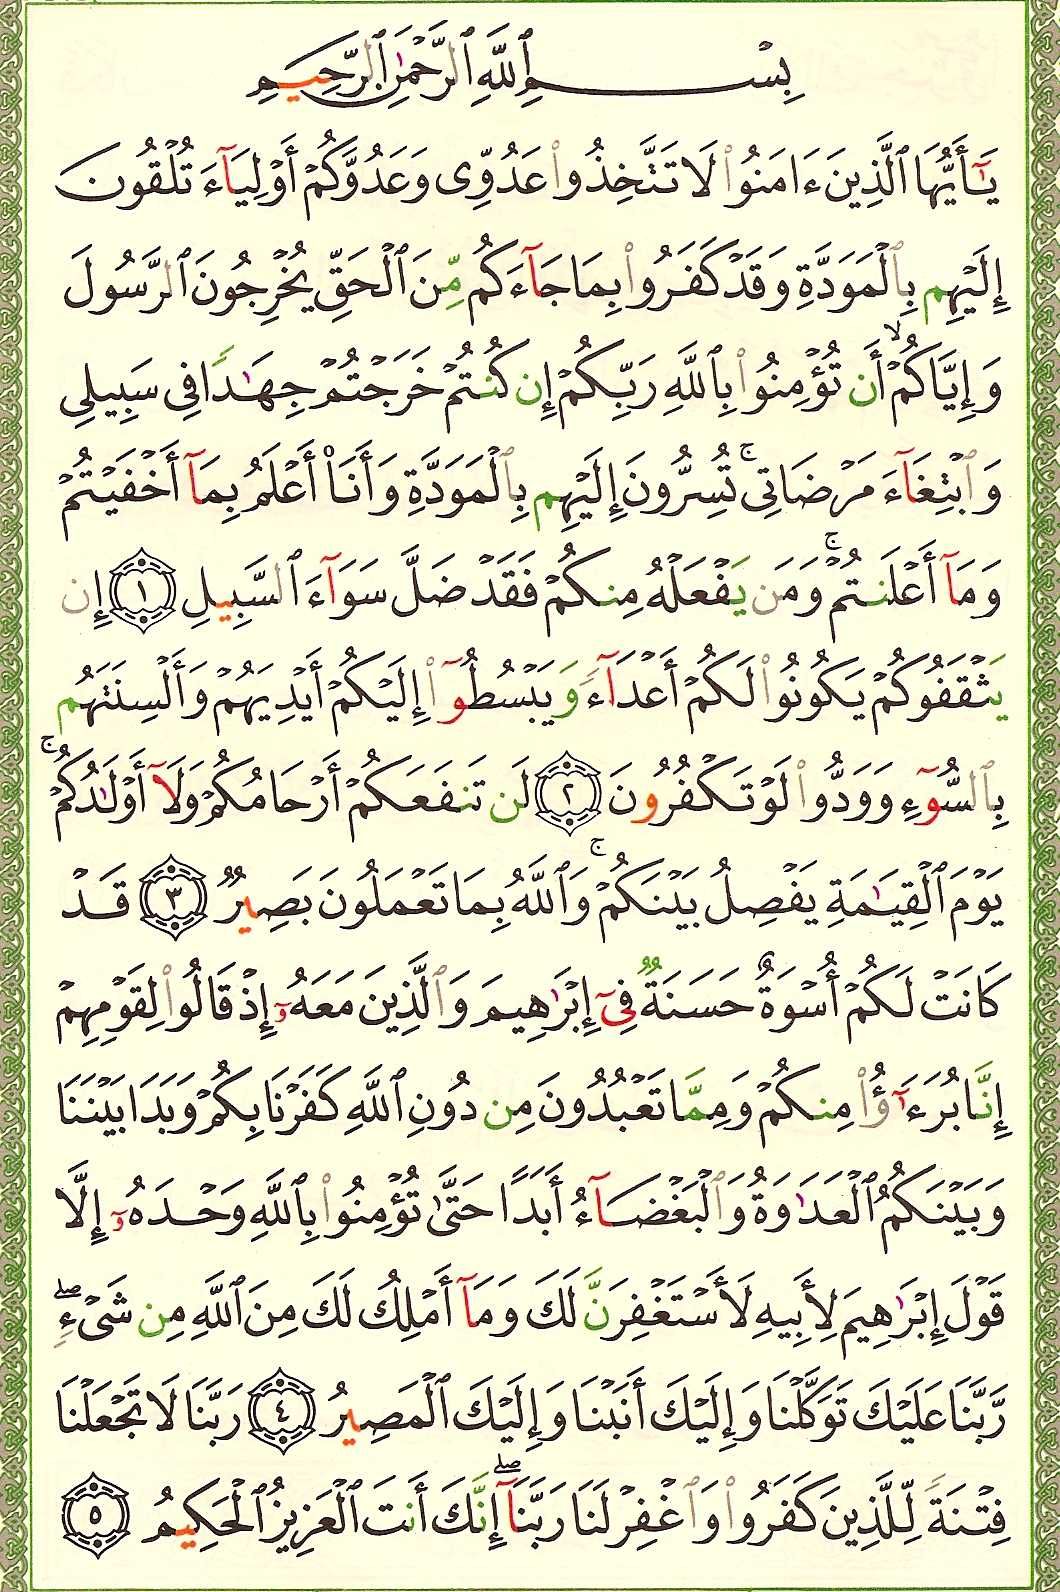 بِسْمِ ٱللَّهِ ٱلرَّحْمَٰنِ ٱلرَّحِيمِ
يَٰٓأَيُّهَا ٱلَّذِينَ ءَامَنُوا۟ لَا تَتَّخِذُوا۟ عَدُوِّى وَعَدُوَّكُمْ أَوْلِيَآءَ تُلْقُونَ
إِلَيْهِم بِٱلْمَوَدَّةِ وَقَدْ كَفَرُوا۟ بِمَا جَآءَكُم مِّنَ ٱلْحَقِّ يُخْرِجُونَ ٱلرَّسُولَ
وَإِيَّاكُمْ ۙ أَن تُؤْمِنُوا۟ بِٱللَّهِ رَبِّكُمْ إِن كُنتُمْ خَرَجْتُمْ جِهَٰدًا فِى سَبِيلِى
وَٱبْتِغَآءَ مَرْضَاتِى ۚ تُسِرُّونَ إِلَيْهِم بِٱلْمَوَدَّةِ وَأَنَا۠ أَعْلَمُ بِمَآ أَخْفَيْتُمْ
وَمَآ أَعْلَنتُمْ ۚ وَمَن يَفْعَلْهُ مِنكُمْ فَقَدْ ضَلَّ سَوَآءَ ٱلسَّبِيلِ ١ إِن
يَثْقَفُوكُمْ يَكُونُوا۟ لَكُمْ أَعْدَآءً وَيَبْسُطُوٓا۟ إِلَيْكُمْ أَيْدِيَهُمْ وَأَلْسِنَتَهُم
بِٱلسُّوٓءِ وَوَدُّوا۟ لَوْ تَكْفُرُونَ ٢ لَن تَنفَعَكُمْ أَرْحَامُكُمْ وَلَآ أَوْلَٰدُكُمْ ۚ
يَوْمَ ٱلْقِيَٰمَةِ يَفْصِلُ بَيْنَكُمْ ۚ وَٱللَّهُ بِمَا تَعْمَلُونَ بَصِيرٌ ٣ قَدْ
كَانَتْ لَكُمْ أُسْوَةٌ حَسَنَةٌ فِىٓ إِبْرَٰهِيمَ وَٱلَّذِينَ مَعَهُۥٓ إِذْ قَالُوا۟ لِقَوْمِهِمْ
إِنَّا بُرَءَٰٓؤُا۟ مِنكُمْ وَمِمَّا تَعْبُدُونَ مِن دُونِ ٱللَّهِ كَفَرْنَا بِكُمْ وَبَدَا بَيْنَنَا
وَبَيْنَكُمُ ٱلْعَدَٰوَةُ وَٱلْبَغْضَآءُ أَبَدًا حَتَّىٰ تُؤْمِنُوا۟ بِٱللَّهِ وَحْدَهُۥٓ إِلَّا
قَوْلَ إِبْرَٰهِيمَ لِأَبِيهِ لَأَسْتَغْفِرَنَّ لَكَ وَمَآ أَمْلِكُ لَكَ مِنَ ٱللَّهِ مِن شَىْءٍ ۖ
رَّبَّنَا عَلَيْكَ تَوَكَّلْنَا وَإِلَيْكَ أَنَبْنَا وَإِلَيْكَ ٱلْمَصِيرُ ٤ رَبَّنَا لَا تَجْعَلْنَا
فِتْنَةً لِّلَّذِينَ كَفَرُوا۟ وَٱغْفِرْ لَنَا رَبَّنَآ ۖ إِنَّكَ أَنتَ ٱلْعَزِيزُ ٱلْحَكِيمُ ٥